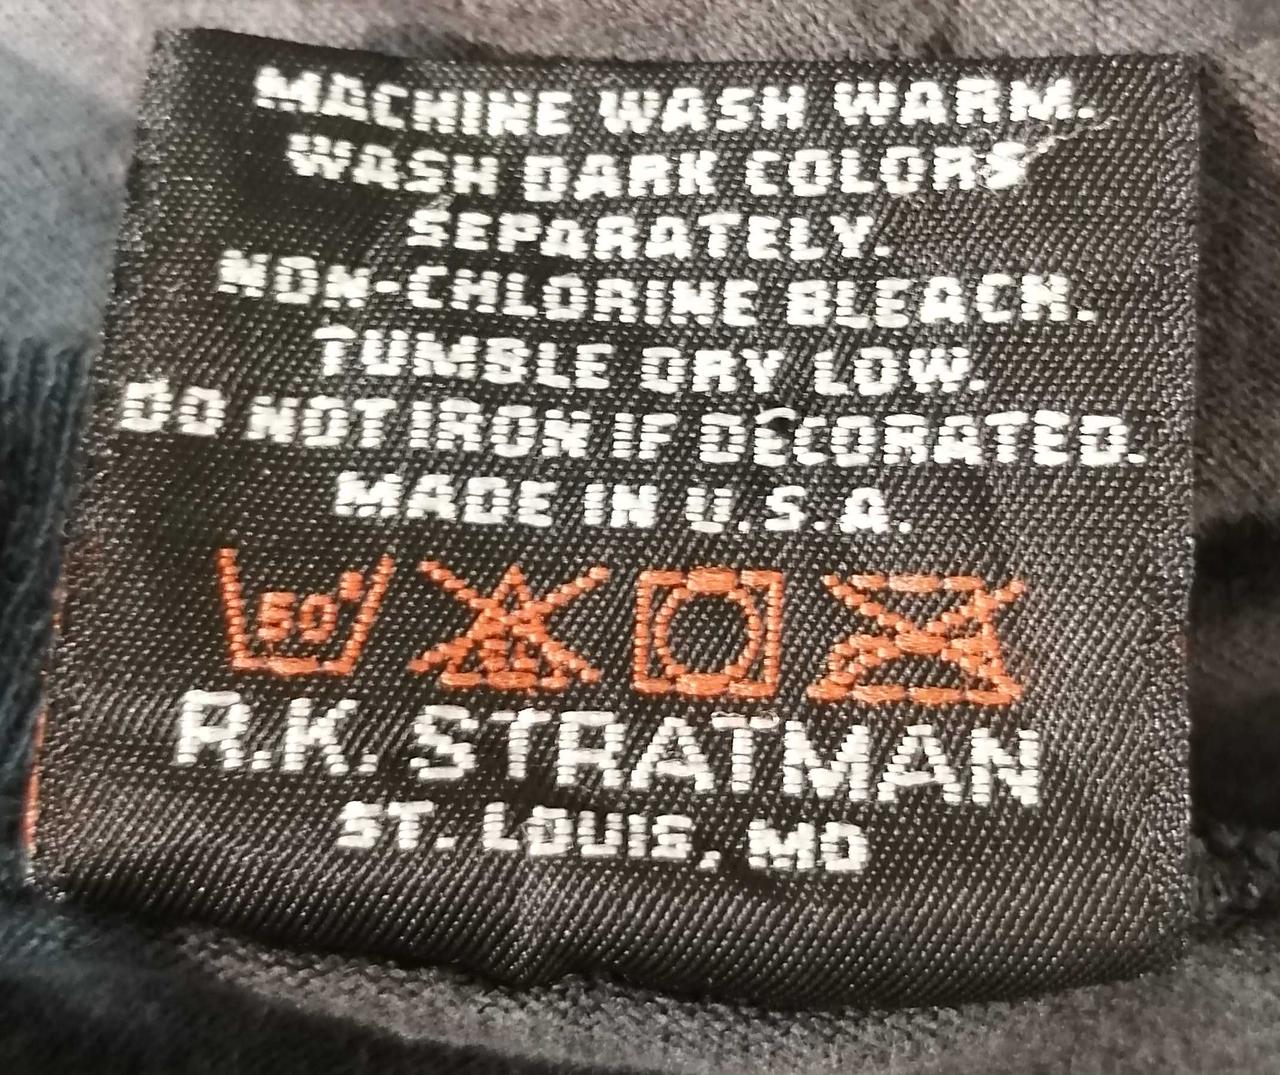 MACHINE WASH WARM.
WASH DARK COLORS
SEPARATELY.
NON-CHLORINE BLEACH.
TUMBLE DRY LOW.
DO NOT IRON IF DECORATED.
MADE IN U.S.A.
50° CL
R.K. STRATMAN
ST. LOUIS, MO